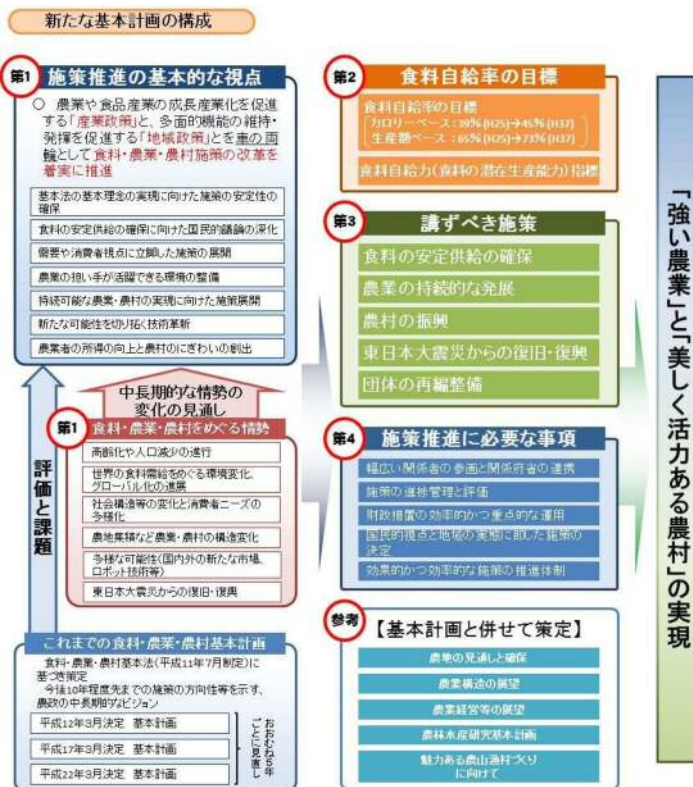 新たな基本計画の構成
第1
施策推進の基本的な視点
○ 農業や食品産業の成長産業化を促進
する「産業政策」と、多面的機能の維持・
発揮を促進する「地域政策」とを車の両
輪として食料・農業・農村施策の改革を
着実に推進
基本法の基本理念の実現に向けた施策の安定性の
確保
食料の安定供給の確保に向けた国民的議論の深化
需要や消費者視点に立脚した施策の展開
農業の担い手が活躍できる環境の整備
持続可能な農業・農村の実現に向けた施策展開
新たな可能性を切り拓く技術革新
農業者の所得の向上と農村のにぎわいの創出
中長期的な情勢の
変化の見通し
第1
食料・農業・農村をめぐる情勢
高齢化や人口減少の進行
世界の食料需給をめぐる環境変化、
グローバル化の進展
社会構造等の変化と消費者ニーズの
多様化
農地集積など農業・農村の構造変化
多様な可能性(国内外の新たな市場、
ロボット技術等)
東日本大震災からの復旧・復興
評価と課題
これまでの食料・農業・農村基本計画
食料・農業・農村基本法(平成11年7月制定)に
基づき策定
今後10年程度先までの施策の方向性等を示す、
農政の中長期的なビジョン
平成12年3月決定 基本計画
平成17年3月決定 基本計画
平成22年3月決定 基本計画
おおむね5年
ごとに見直し
第2
食料自給率の目標
食料自給率の目標
カロリーベース:39%(H25)→45%(H37)
生産額ベース:65%(H25)→73%(H37)
食料自給力(食料の潜在生産能力)指標
第3
講ずべき施策
食料の安定供給の確保
農業の持続的な発展
農村の振興
東日本大震災からの復旧・復興
団体の再編整備
第4
施策推進に必要な事項
幅広い関係者の参画と関係府省の連携
施策の進捗管理と評価
財政措置の効率的かつ重点的な運用
国民的視点と地域の実態に即した施策の
決定
効果的かつ効率的な施策の推進体制
参考
【基本計画と併せて策定】
農地の見通しと確保
農業構造の展望
農業経営等の展望
農林水産研究基本計画
魅力ある農山漁村づくり
に向けて
「強い農業」と「美しく活力ある農村」の実現